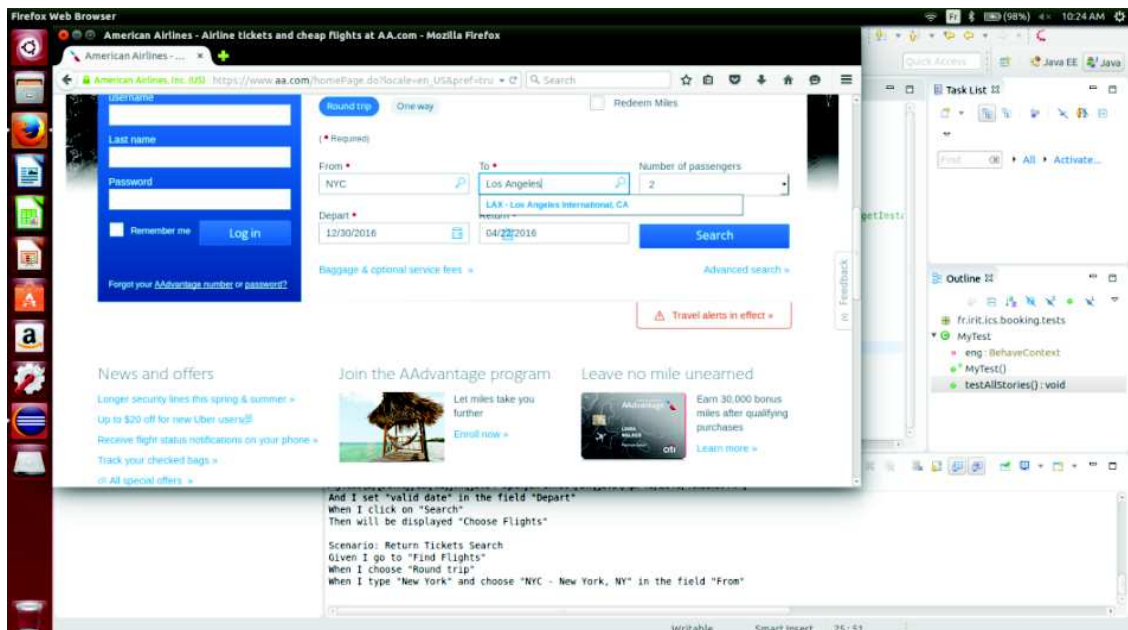 Firefox Web Browser
Fr (98%) 10:24 AM
American Airlines - Airline tickets and cheap flights at AA.com - Mozilla Firefox
American Airlines - ...
American Airlines, Inc. (US) https://www.aa.com/homePage.do?locale=en_US&pref=tru Search
Quick Access Java EE Java
username
Round trip One way Redeem Miles
Last name
(* Required)
From * To * Number of passengers
NYC Los Angeles 2
Password
LAX - Los Angeles International, CA
Depart * Return *
Remember me Log in
12/30/2016 04/22/2016 Search
Baggage & optional service fees » Advanced search »
Forgot your AAdvantage number or password?
Feedback
Travel alerts in effect »
News and offers
Longer security lines this spring & summer »
Up to $20 off for new Uber users
Receive flight status notifications on your phone »
Track your checked bags »
All special offers »
Join the AAdvantage program
Let miles take you
further
Enroll now »
Leave no mile unearned
AAdvantage
citi
Earn 30,000 bonus
miles after qualifying
purchases
Learn more »
Task List
Find All Activate...
getInsta
Outline
fr.irit.ics.booking.tests
MyTest
eng : BehaveContext
MyTest()
testAllStories() : void
And I set "valid date" in the field "Depart"
When I click on "Search"
Then will be displayed "Choose Flights"
Scenario: Return Tickets Search
Given I go to "Find Flights"
When I choose "Round trip"
When I type "New York" and choose "NYC - New York, NY" in the field "From"
Writable Smart Insert 25 : 51